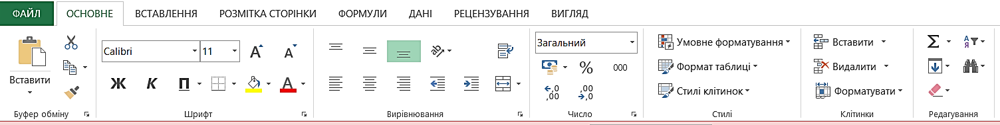 ФАЙЛ ОСНОВНЕ ВСТАВЛЕННЯ РОЗМІТКА СТОРІНКИ ФОРМУЛИ ДАНІ РЕЦЕНЗУВАННЯ ВИГЛЯД
Вставити
Буфер обміну
Calibri 11 A A
Ж К П A
Шрифт
Вирівнювання
Загальний
% 000
,0 ,00
,00 ,0
Число
Умовне форматування
Формат таблиці
Стилі клітинок
Стилі
Вставити
Видалити
Форматувати
Клітинки
Σ А Я
Редагування